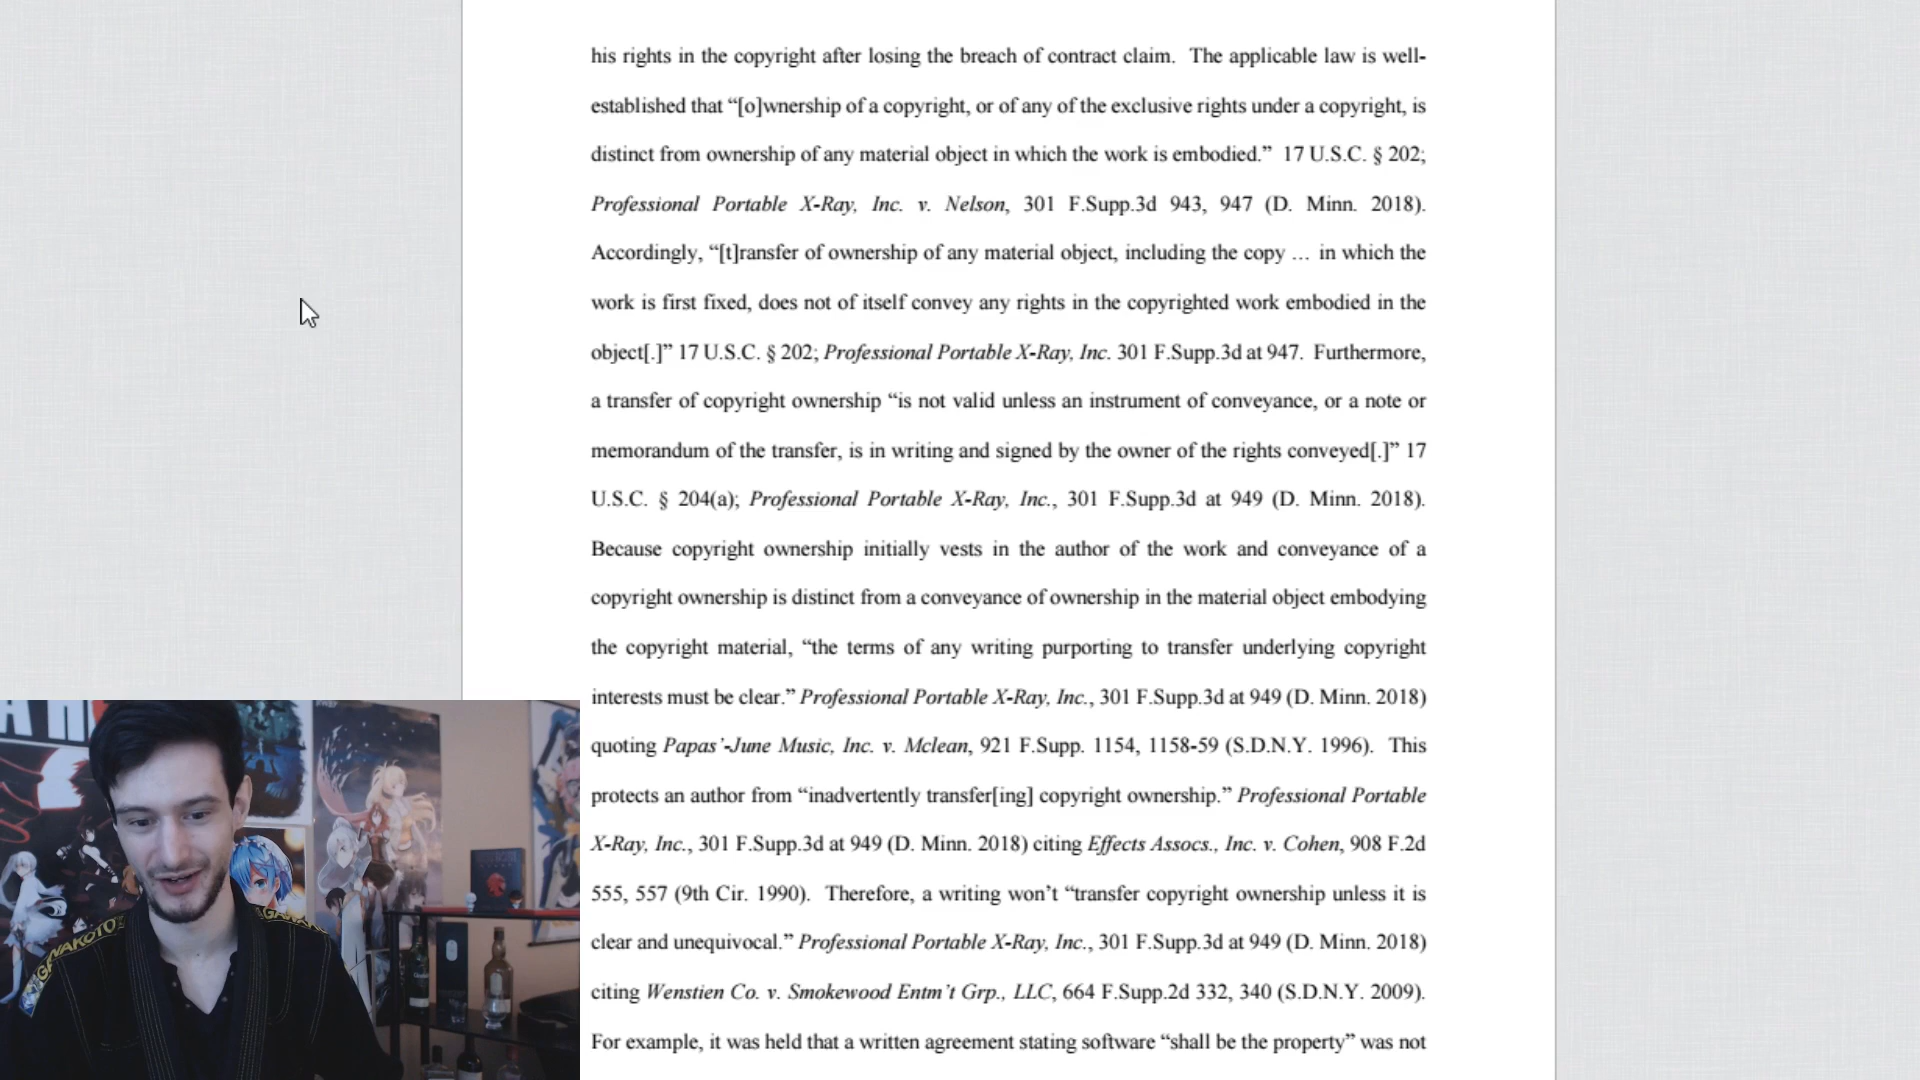 his rights in the copyright after losing the breach of contract claim.  The applicable law is well-
established that “[o]wnership of a copyright, or of any of the exclusive rights under a copyright, is
distinct from ownership of any material object in which the work is embodied.”  17 U.S.C. § 202;
Professional Portable X-Ray, Inc. v. Nelson, 301 F.Supp.3d 943, 947 (D. Minn. 2018).
Accordingly, “[t]ransfer of ownership of any material object, including the copy … in which the
work is first fixed, does not of itself convey any rights in the copyrighted work embodied in the
object[.]” 17 U.S.C. § 202; Professional Portable X-Ray, Inc. 301 F.Supp.3d at 947.  Furthermore,
a transfer of copyright ownership “is not valid unless an instrument of conveyance, or a note or
memorandum of the transfer, is in writing and signed by the owner of the rights conveyed[.]” 17
U.S.C. § 204(a); Professional Portable X-Ray, Inc., 301 F.Supp.3d at 949 (D. Minn. 2018).
Because copyright ownership initially vests in the author of the work and conveyance of a
copyright ownership is distinct from a conveyance of ownership in the material object embodying
the copyright material, “the terms of any writing purporting to transfer underlying copyright
interests must be clear.” Professional Portable X-Ray, Inc., 301 F.Supp.3d at 949 (D. Minn. 2018)
quoting Papas’-June Music, Inc. v. Mclean, 921 F.Supp. 1154, 1158-59 (S.D.N.Y. 1996).  This
protects an author from “inadvertently transfer[ing] copyright ownership.” Professional Portable
X-Ray, Inc., 301 F.Supp.3d at 949 (D. Minn. 2018) citing Effects Assocs., Inc. v. Cohen, 908 F.2d
555, 557 (9th Cir. 1990).  Therefore, a writing won’t “transfer copyright ownership unless it is
clear and unequivocal.” Professional Portable X-Ray, Inc., 301 F.Supp.3d at 949 (D. Minn. 2018)
citing Wenstien Co. v. Smokewood Entm’t Grp., LLC, 664 F.Supp.2d 332, 340 (S.D.N.Y. 2009).
For example, it was held that a written agreement stating software “shall be the property” was not